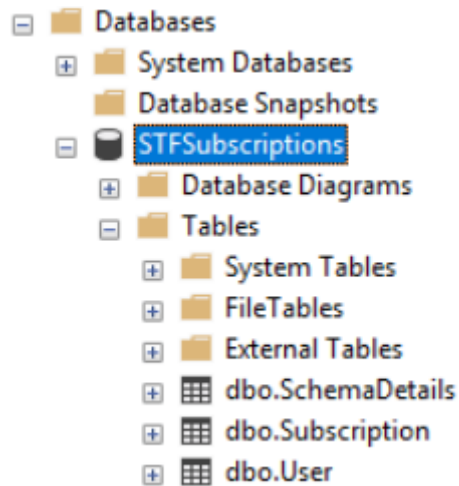 Databases
System Databases
Database Snapshots
STFSubscriptions
Database Diagrams
Tables
System Tables
FileTables
External Tables
dbo.SchemaDetails
dbo.Subscription
dbo.User